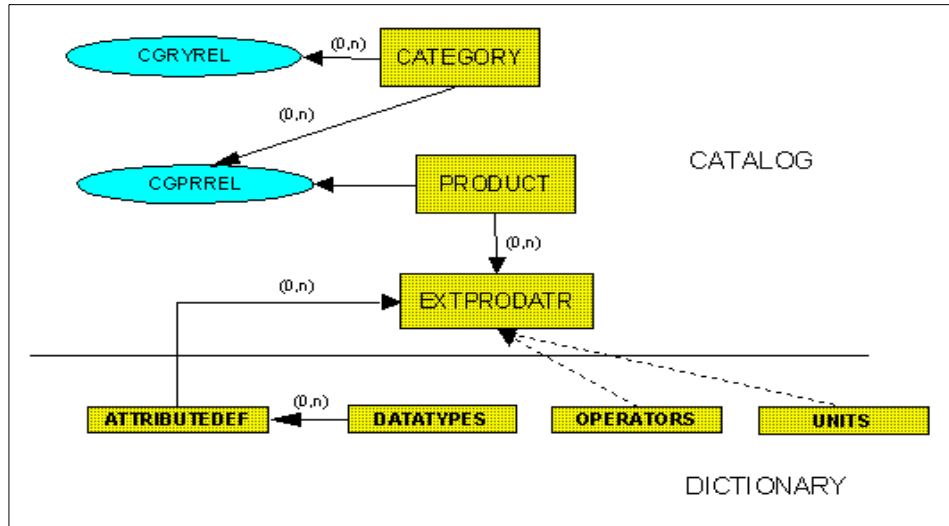 CGRYREL
(0,n)
CATEGORY
(0,n)
CATALOG
CGPRREL
PRODUCT
(0,n)
(0,n)
EXTPRODATR
ATTRIBUTEDEF
(0,n)
DATATYPES
OPERATORS
UNITS
DICTIONARY